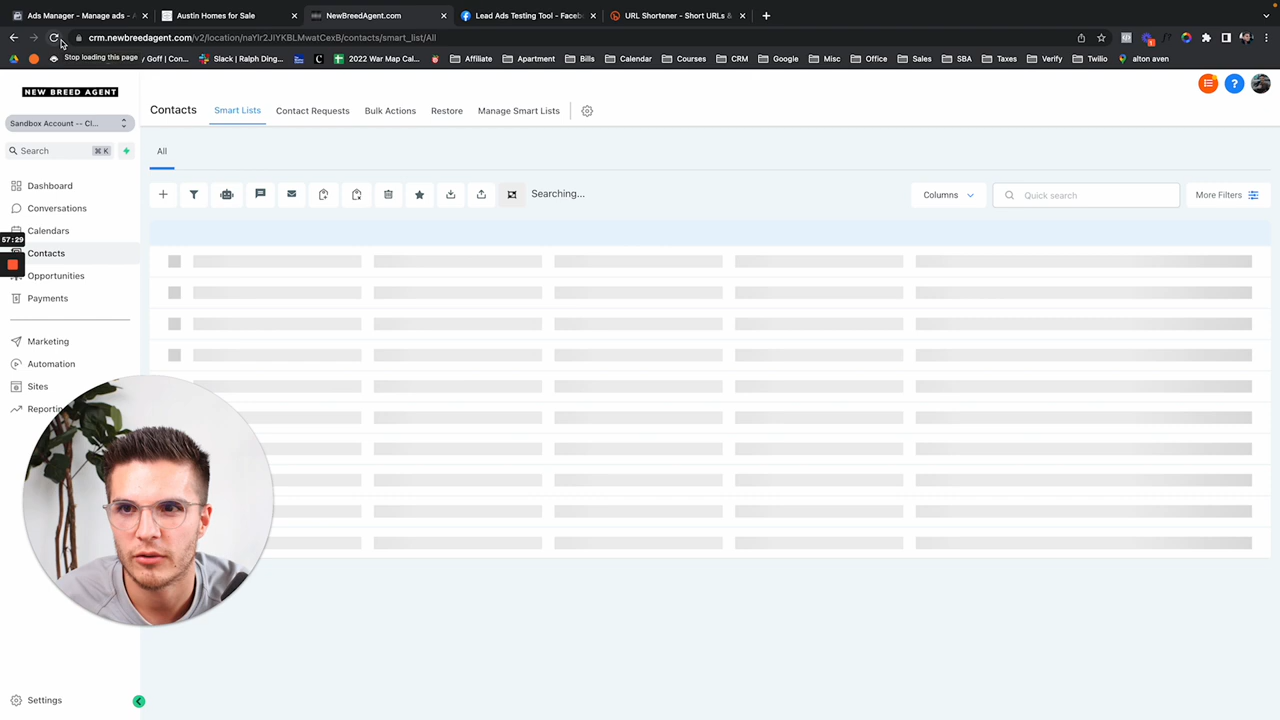 Ads Manager - Manage ads -
Austin Homes for Sale
NewBreedAgent.com
Lead Ads Testing Tool - Faceb
URL Shortener - Short URLs &
crm.newbreedagent.com/v2/location/naYlr2JIYKBLMwatCexB/contacts/smart_list/All
Stop loading this page
y Goff | Con...
Slack | Ralph Ding...
2022 War Map Cal...
Affiliate
Apartment
Bills
Calendar
Courses
CRM
Google
Misc
Office
Sales
SBA
Taxes
Verify
Twilio
alton aven
NEW BREED AGENT
Contacts
Smart Lists
Contact Requests
Bulk Actions
Restore
Manage Smart Lists
Sandbox Account -- Cl...
Search
⌘ K
All
Searching...
Columns
Quick search
More Filters
Dashboard
Conversations
Calendars
57:29
Contacts
Opportunities
Payments
Marketing
Automation
Sites
Reportin
Settings